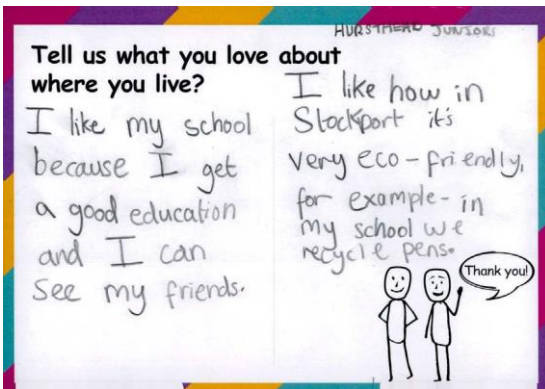 HURSTHEAD JUNIORS
Tell us what you love about
where you live?
I like my school
because I get
a good education
and I can
See my friends.
I like how in
Stockport it's
very eco-friendly,
for example- in
my school we
recycle pens.
Thank you!